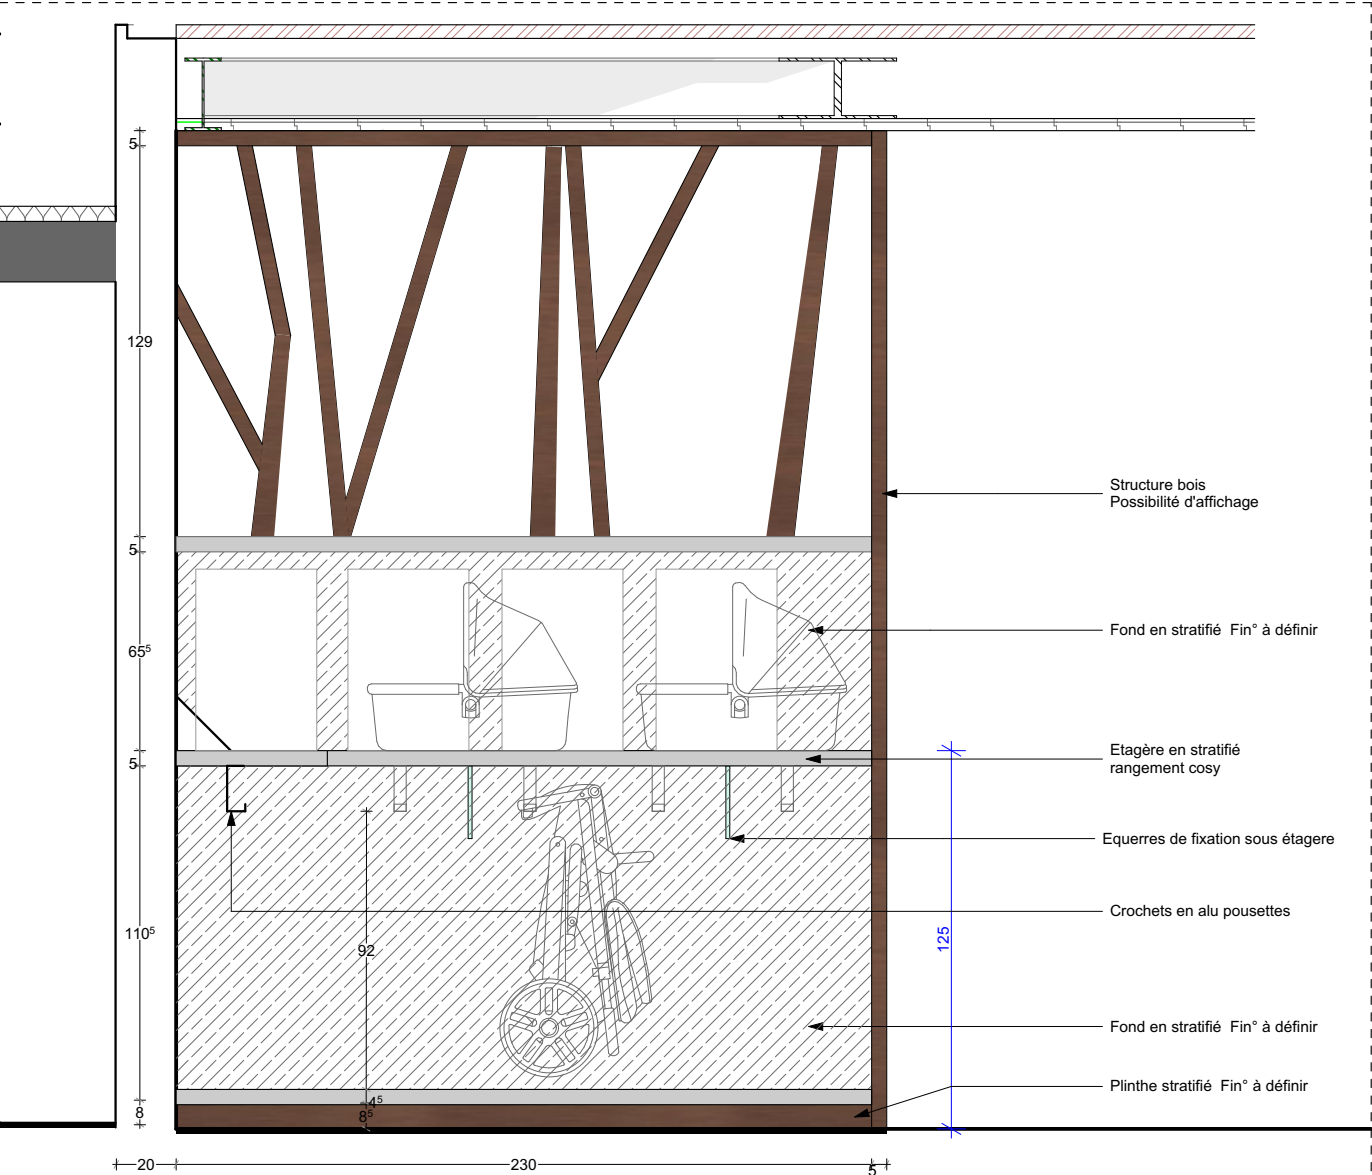 5
129
5
65⁵
5
110⁵
8
92
4⁵
8⁵
20
230
5
125
Structure bois
Possibilité d'affichage
Fond en stratifié Fin° à définir
Etagère en stratifié
rangement cosy
Equerres de fixation sous étagere
Crochets en alu pousettes
Fond en stratifié Fin° à définir
Plinthe stratifié Fin° à définir